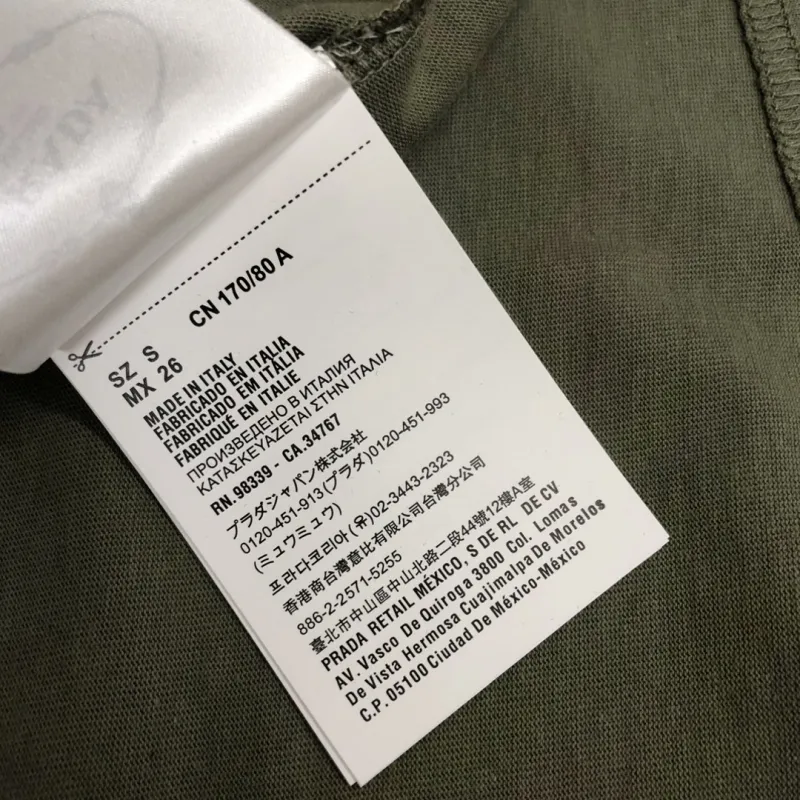 SZ S CN 170/80 A
MX 26
MADE IN ITALY
FABRICADO EN ITALIA
FABRICADO EM ITÁLIA
FABRIQUÉ EN ITALIE
ПРОИЗВЕДЕНО В ИТАЛИЯ
ΚΑΤΑΣΚΕΥΑΖΕΤΑΙ ΣΤΗΝ ΙΤΑΛΙΑ
RN.98339 - CA.34767
プラダジャパン株式会社
0120-451-913(プラダ)0120-451-993
(ミュウミュウ)
프라다코리아(유)02-3443-2323
香港商台灣意比有限公司台灣分公司
886-2-2571-5255
臺北市中山區中山北路二段44號12樓A室
PRADA RETAIL MÉXICO, S DE RL DE CV
AV. Vasco De Quiroga 3800 Col. Lomas
De Vista Hermosa Cuajimalpa De Morelos
C.P. 05100 Ciudad De México-México